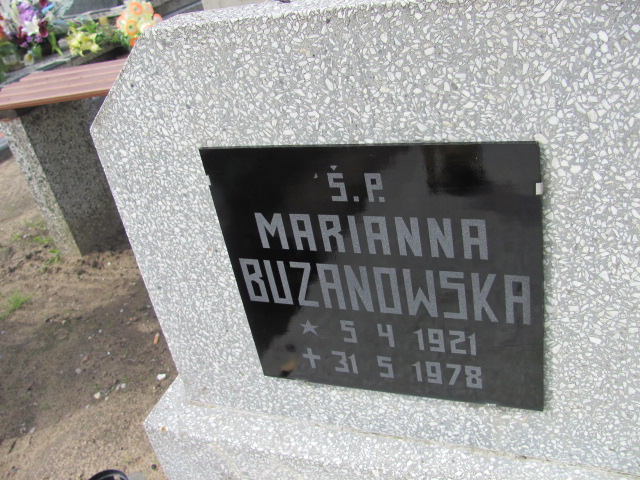 Ś.P.
MARIANNA
BUZANOWSKA
* 5 4 1921
+ 31 5 1978